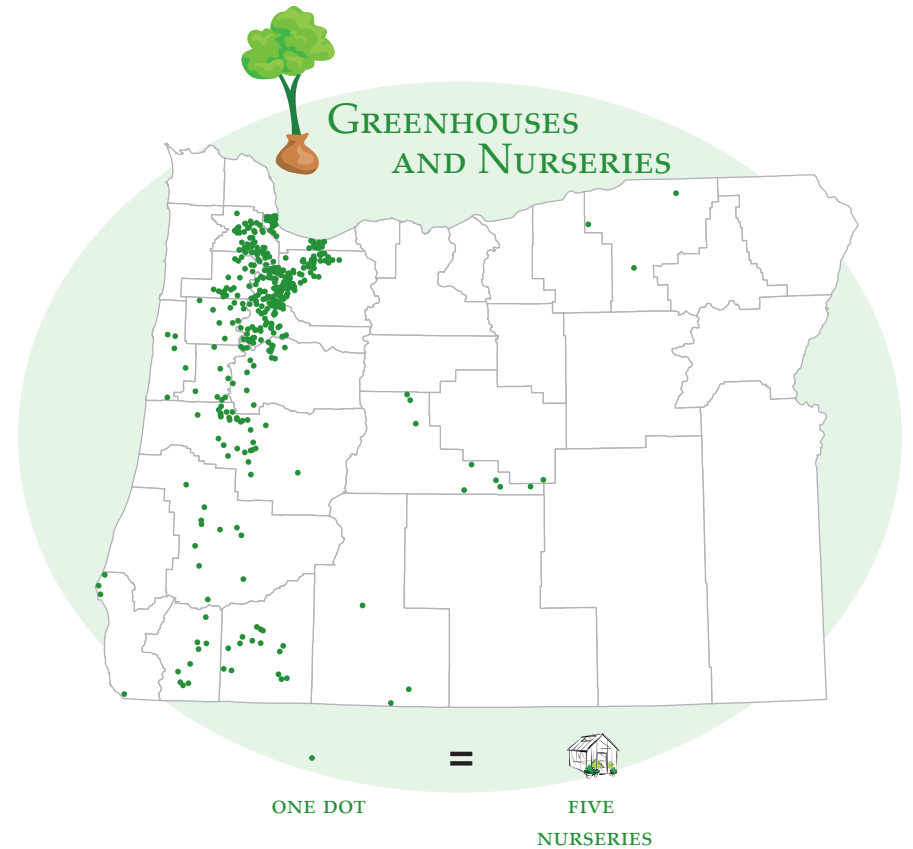 Greenhouses
and Nurseries
=
one dot
five
nurseries